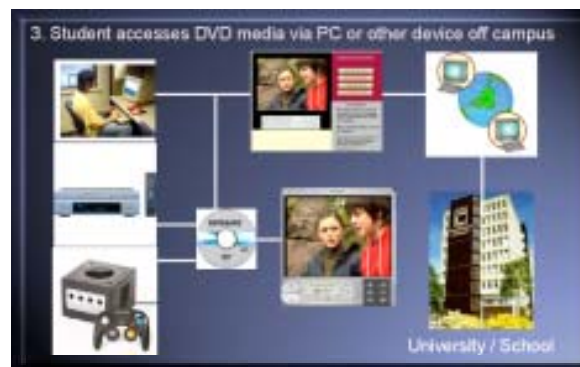 3. Student accesses DVD media via PC or other device off campus
University / School